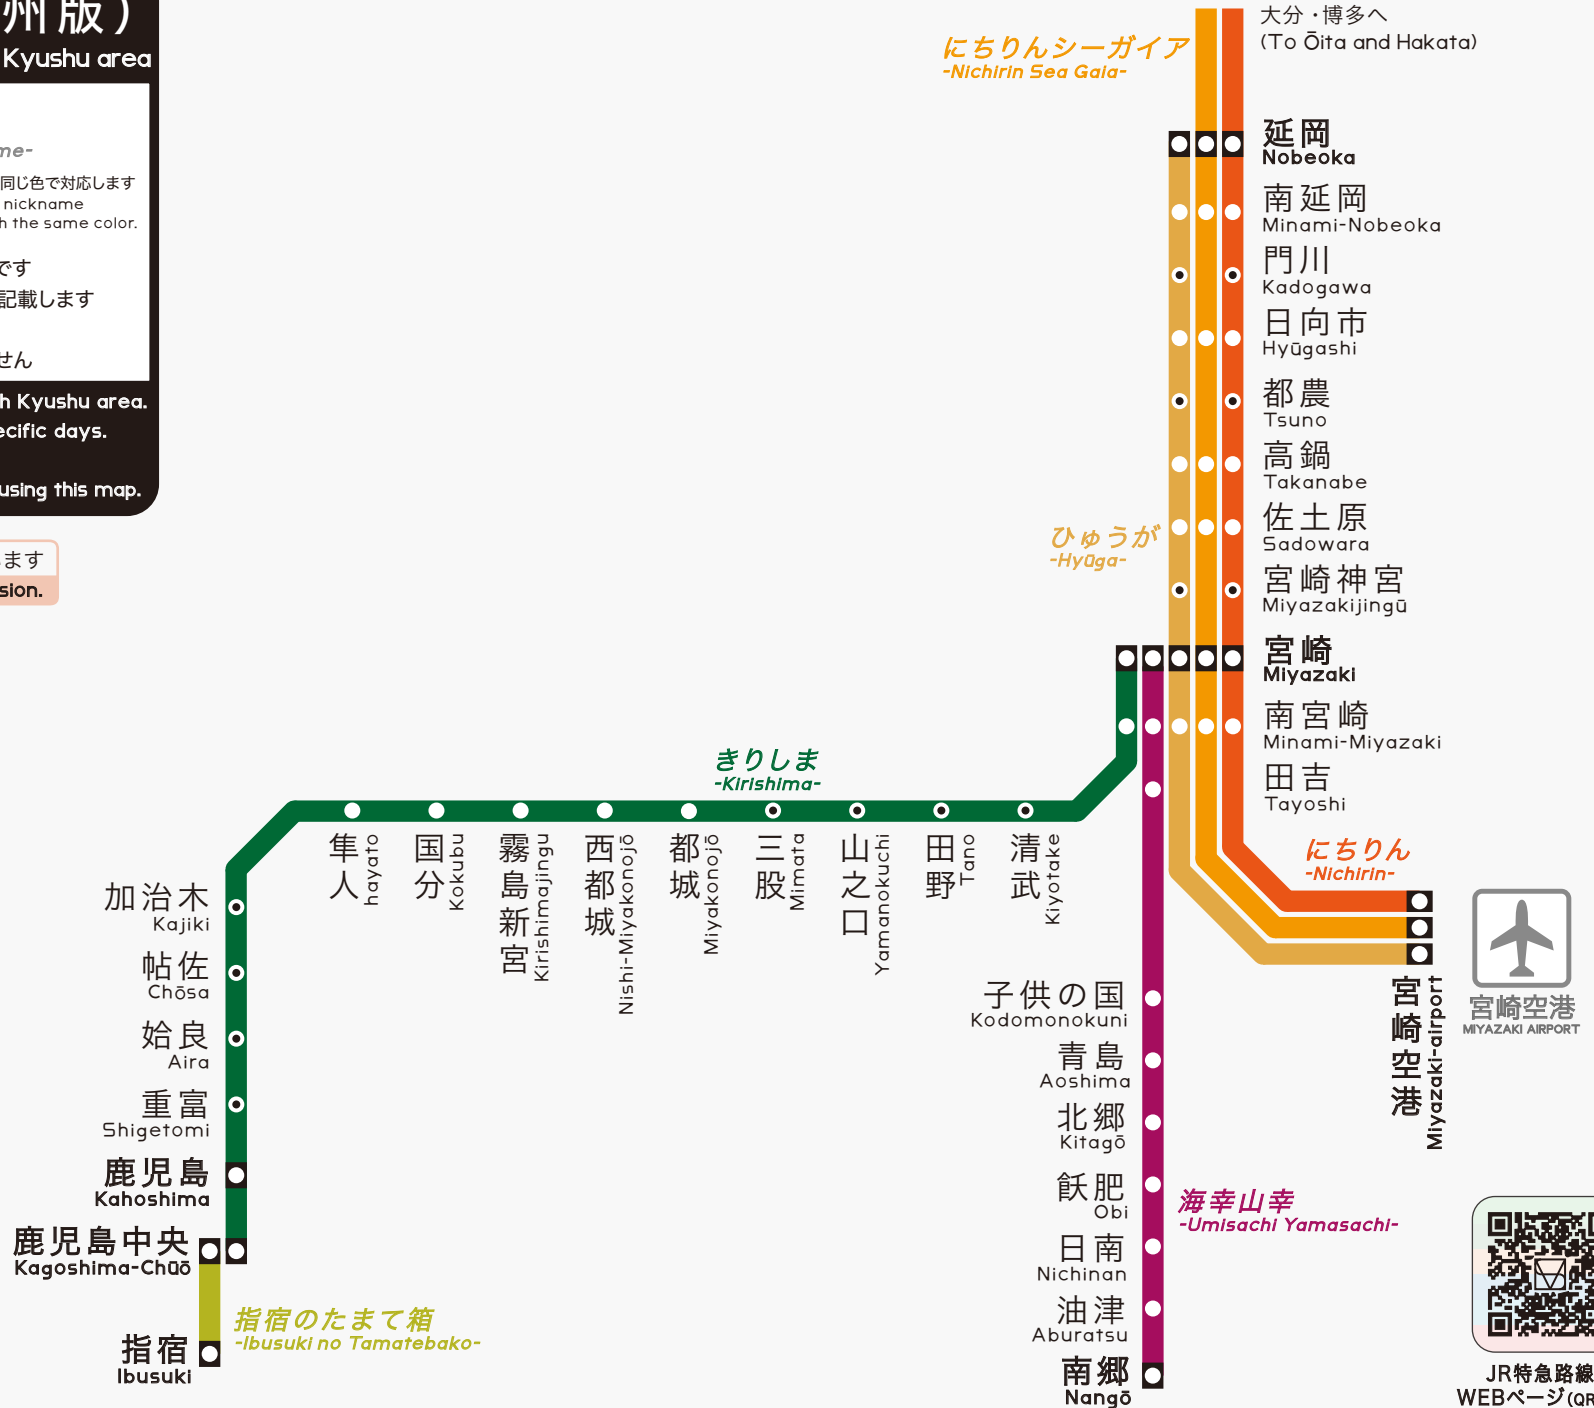 州版）
Kyushu area
me-
同じ色で対応します
nickname
h the same color.
です
記載します
せん
h Kyushu area.
ecific days.
using this map.
ます
sion.
大分・博多へ
(To Ōita and Hakata)
にちりんシーガイア
-Nichirin Sea Gaia-
延岡
Nobeoka
南延岡
Minami-Nobeoka
門川
Kadogawa
日向市
Hyūgashi
都農
Tsuno
高鍋
Takanabe
佐土原
Sadowara
ひゅうが
-Hyūga-
宮崎神宮
Miyazakijingū
宮崎
Miyazaki
南宮崎
Minami-Miyazaki
田吉
Tayoshi
にちりん
-Nichirin-
宮崎空港
Miyazaki-airport
宮崎空港
MIYAZAKI AIRPORT
きりしま
-Kirishima-
隼人
hayato
国分
Kokubu
霧島新宮
Kirishimajingu
西都城
Nishi-Miyakonojō
都城
Miyakonojō
三股
Mimata
山之口
Yamanokuchi
田野
Tano
清武
Kiyotake
加治木
Kajiki
帖佐
Chōsa
姶良
Aira
重富
Shigetomi
鹿児島
Kahoshima
鹿児島中央
Kagoshima-Chūō
指宿のたまて箱
-Ibusuki no Tamatebako-
指宿
Ibusuki
子供の国
Kodomonokuni
青島
Aoshima
北郷
Kitagō
飫肥
Obi
海幸山幸
-Umisachi Yamasachi-
日南
Nichinan
油津
Aburatsu
南郷
Nangō
JR特急路線
WEBページ(QR